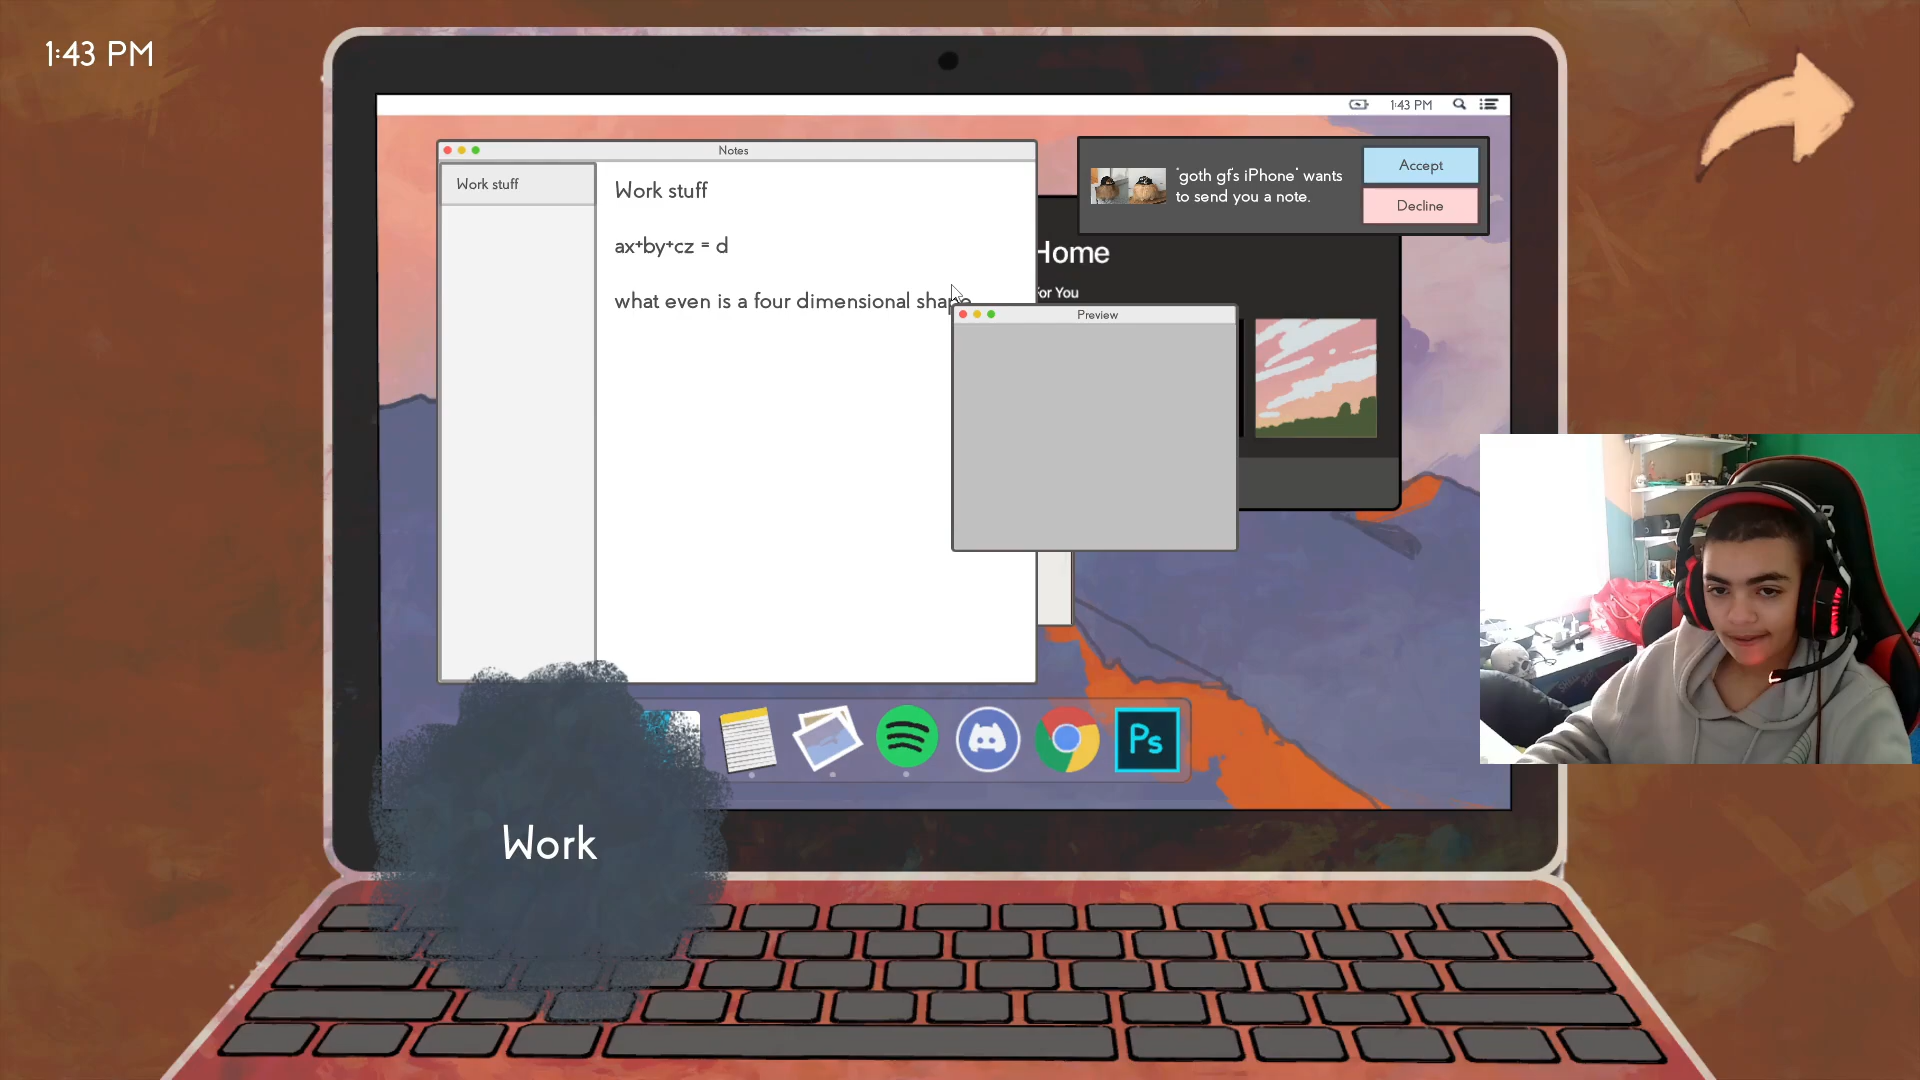 1:43 PM
1:43 PM
Notes
Work stuff
Work stuff
ax+by+cz = d
what even is a four dimensional shape
'goth gfs iPhone' wants
to send you a note.
Accept
Decline
Home
For You
Preview
Ps
Work